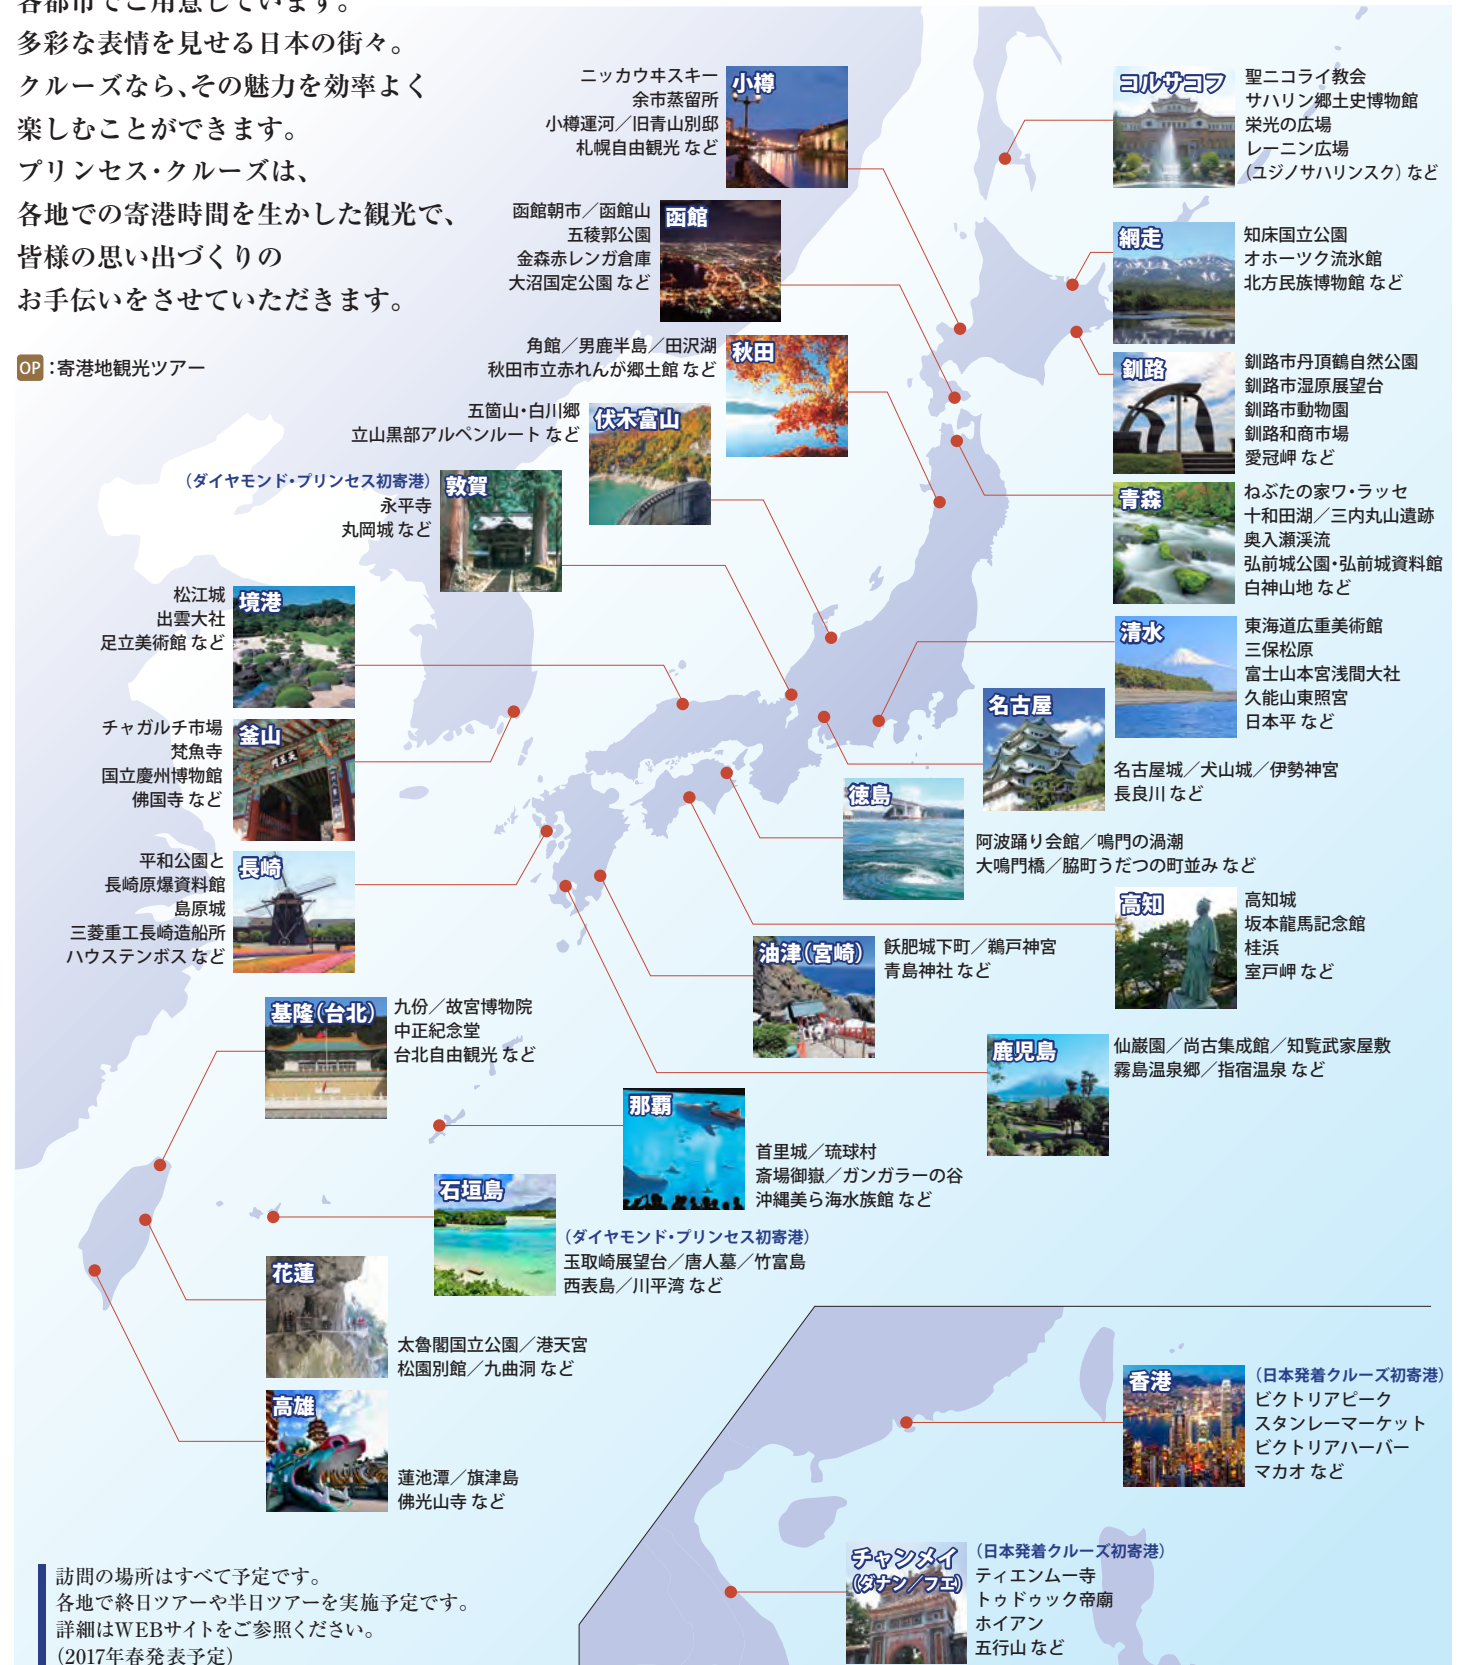 各都市でご用意しています。
多彩な表情を見せる日本の街々。
クルーズなら、その魅力を効率よく
楽しむことができます。
プリンセス・クルーズは、
各地での寄港時間を生かした観光で、
皆様の思い出づくりの
お手伝いをさせていただきます。
OP：寄港地観光ツアー
小樽
ニッカウヰスキー
余市蒸留所
小樽運河／旧青山別邸
札幌自由観光 など
函館
函館朝市／函館山
五稜郭公園
金森赤レンガ倉庫
大沼国定公園 など
秋田
角館／男鹿半島／田沢湖
秋田市立赤れんが郷土館 など
伏木富山
五箇山・白川郷
立山黒部アルペンルート など
敦賀
（ダイヤモンド・プリンセス初寄港）
永平寺
丸岡城 など
境港
松江城
出雲大社
足立美術館 など
釜山
チャガルチ市場
梵魚寺
国立慶州博物館
佛国寺 など
長崎
平和公園と
長崎原爆資料館
島原城
三菱重工長崎造船所
ハウステンボス など
コルサコフ
聖ニコライ教会
サハリン郷土史博物館
栄光の広場
レーニン広場
（ユジノサハリンスク）など
網走
知床国立公園
オホーツク流氷館
北方民族博物館 など
釧路
釧路市丹頂鶴自然公園
釧路市湿原展望台
釧路市動物園
釧路和商市場
愛冠岬 など
青森
ねぶたの家ワ・ラッセ
十和田湖／三内丸山遺跡
奥入瀬渓流
弘前城公園・弘前城資料館
白神山地 など
清水
東海道広重美術館
三保松原
富士山本宮浅間大社
久能山東照宮
日本平 など
名古屋
名古屋城／犬山城／伊勢神宮
長良川 など
徳島
阿波踊り会館／鳴門の渦潮
大鳴門橋／脇町うだつの町並み など
高知
高知城
坂本龍馬記念館
桂浜
室戸岬 など
油津（宮崎）
飫肥城下町／鵜戸神宮
青島神社 など
鹿児島
仙巌園／尚古集成館／知覧武家屋敷
霧島温泉郷／指宿温泉 など
基隆（台北）
九份／故宮博物院
中正紀念堂
台北自由観光 など
那覇
首里城／琉球村
斎場御嶽／ガンガラーの谷
沖縄美ら海水族館 など
石垣島
（ダイヤモンド・プリンセス初寄港）
玉取崎展望台／唐人墓／竹富島
西表島／川平湾 など
花蓮
太魯閣国立公園／港天宮
松園別館／九曲洞 など
高雄
蓮池潭／旗津島
佛光山寺 など
香港
（日本発着クルーズ初寄港）
ビクトリアピーク
スタンレーマーケット
ビクトリアハーバー
マカオ など
チャンメイ
（ダナン／フエ）
（日本発着クルーズ初寄港）
ティエンムー寺
トゥドゥック帝廟
ホイアン
五行山 など
訪問の場所はすべて予定です。
各地で終日ツアーや半日ツアーを実施予定です。
詳細はWEBサイトをご参照ください。
（2017年春発表予定）